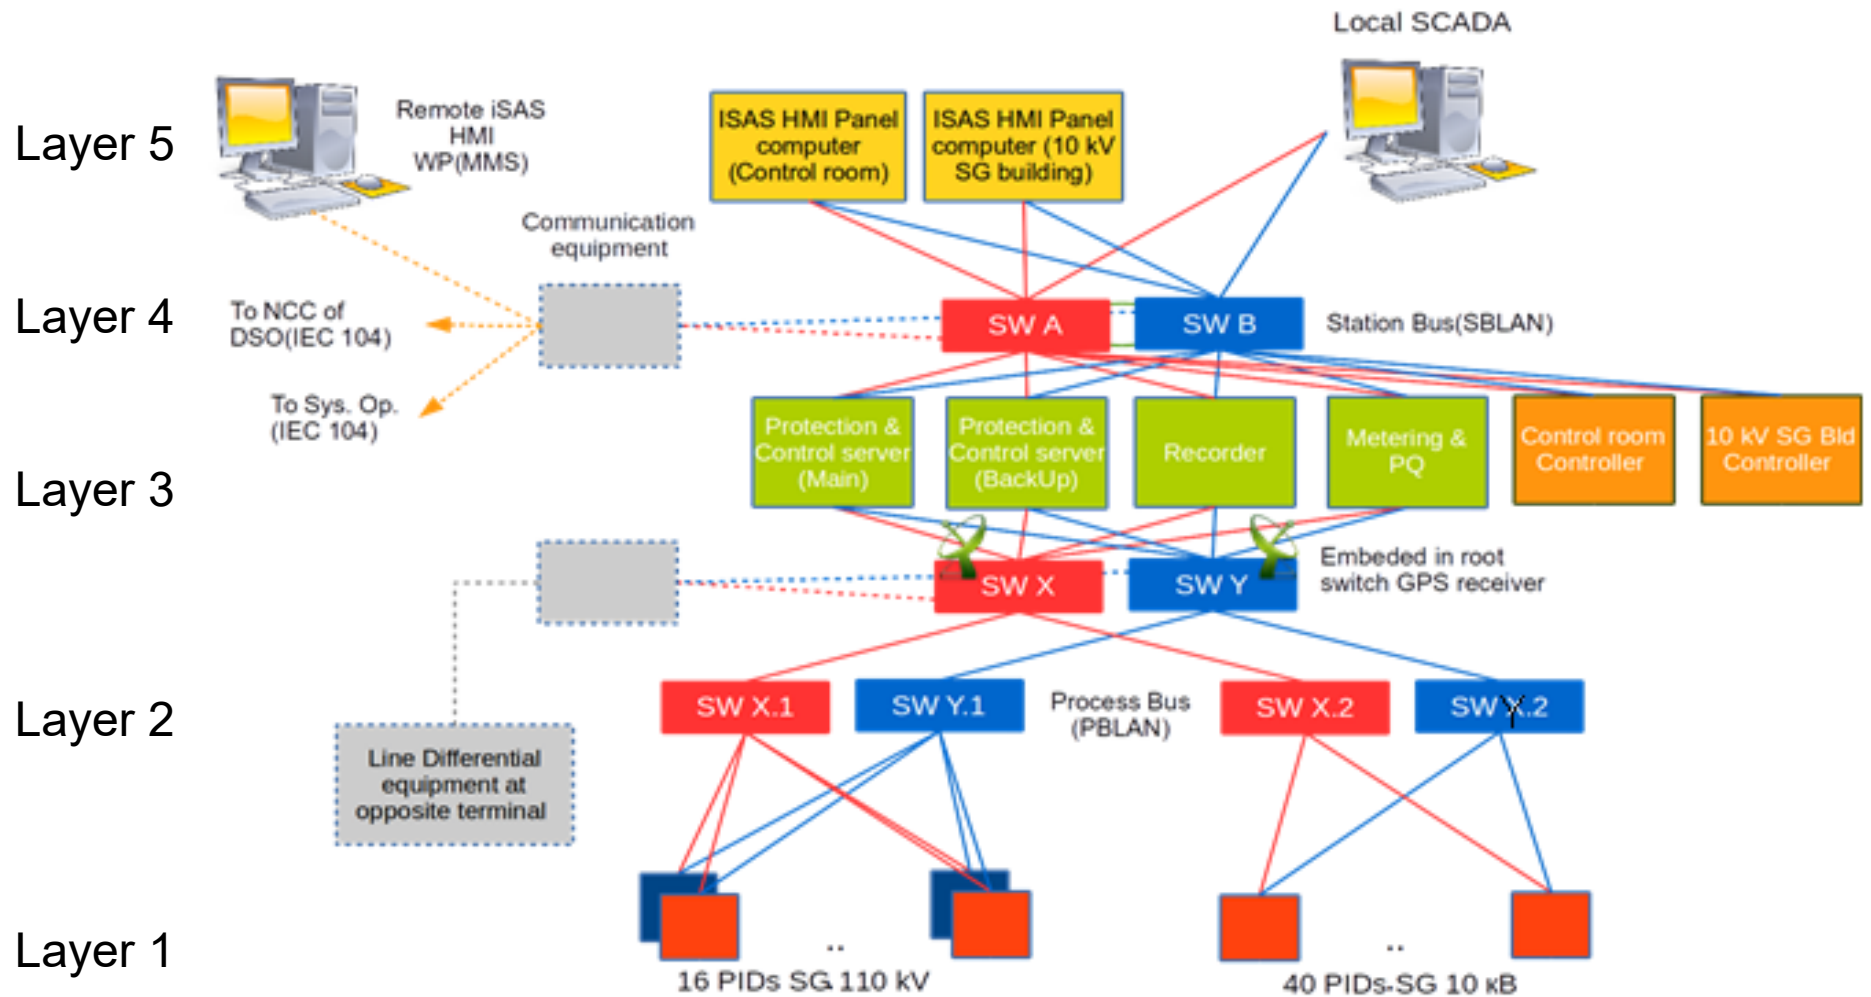 Local SCADA
Layer 5
Remote iSAS
HMI
WP(MMS)
ISAS HMI Panel
computer
(Control room)
ISAS HMI Panel
computer (10 kV
SG building)
Communication
equipment
Layer 4
To NCC of
DSO(IEC 104)
SW A
SW B
Station Bus(SBLAN)
To Sys. Op.
(IEC 104)
Layer 3
Protection &
Control server
(Main)
Protection &
Control server
(BackUp)
Recorder
Metering &
PQ
Control room
Controller
10 kV SG Bld
Controller
SW X
SW Y
Embeded in root
switch GPS receiver
Layer 2
SW X.1
SW Y.1
Process Bus
(PBLAN)
SW X.2
SW Y.2
Line Differential
equipment at
opposite terminal
Layer 1
..
..
16 PIDs SG 110 kV
40 PIDs-SG 10 кВ